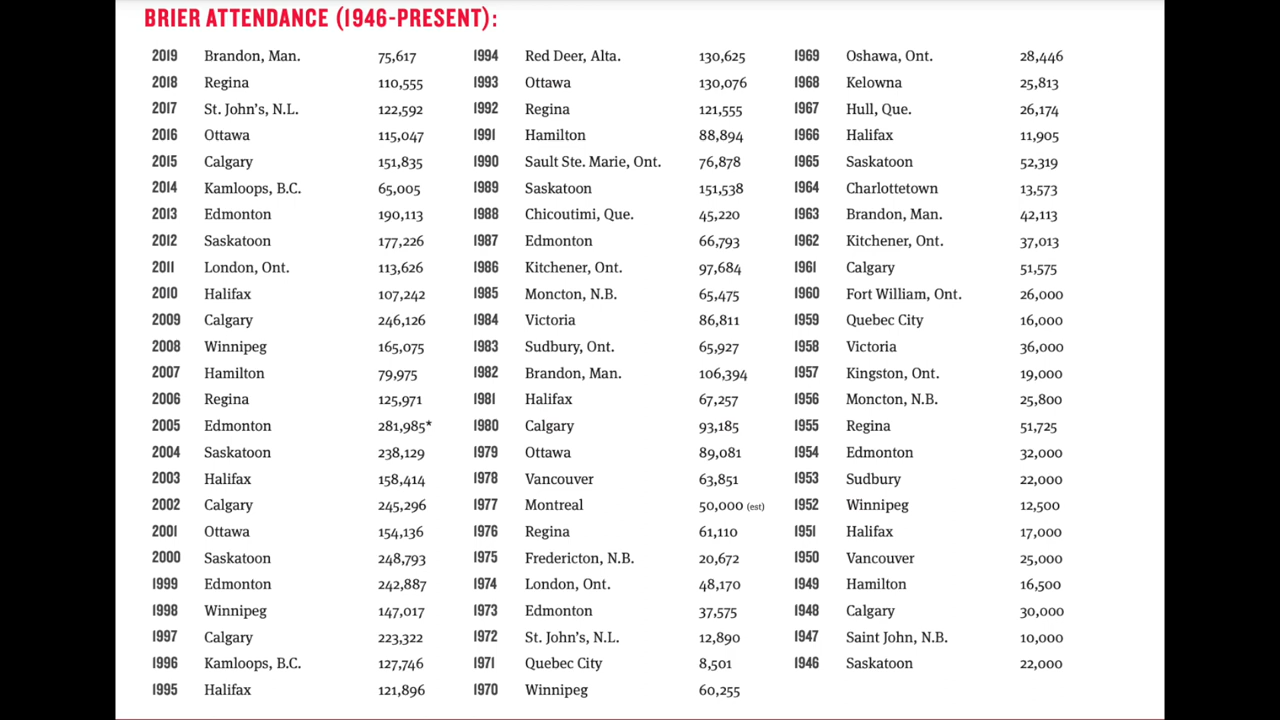 BRIER ATTENDANCE (1946-PRESENT):
2019 Brandon, Man. 75,617 1994 Red Deer, Alta. 130,625 1969 Oshawa, Ont. 28,446
2018 Regina 110,555 1993 Ottawa 130,076 1968 Kelowna 25,813
2017 St. John's, N.L. 122,592 1992 Regina 121,555 1967 Hull, Que. 26,174
2016 Ottawa 115,047 1991 Hamilton 88,894 1966 Halifax 11,905
2015 Calgary 151,835 1990 Sault Ste. Marie, Ont. 76,878 1965 Saskatoon 52,319
2014 Kamloops, B.C. 65,005 1989 Saskatoon 151,538 1964 Charlottetown 13,573
2013 Edmonton 190,113 1988 Chicoutimi, Que. 45,220 1963 Brandon, Man. 42,113
2012 Saskatoon 177,226 1987 Edmonton 66,793 1962 Kitchener, Ont. 37,013
2011 London, Ont. 113,626 1986 Kitchener, Ont. 97,684 1961 Calgary 51,575
2010 Halifax 107,242 1985 Moncton, N.B. 65,475 1960 Fort William, Ont. 26,000
2009 Calgary 246,126 1984 Victoria 86,811 1959 Quebec City 16,000
2008 Winnipeg 165,075 1983 Sudbury, Ont. 65,927 1958 Victoria 36,000
2007 Hamilton 79,975 1982 Brandon, Man. 106,394 1957 Kingston, Ont. 19,000
2006 Regina 125,971 1981 Halifax 67,257 1956 Moncton, N.B. 25,800
2005 Edmonton 281,985* 1980 Calgary 93,185 1955 Regina 51,725
2004 Saskatoon 238,129 1979 Ottawa 89,081 1954 Edmonton 32,000
2003 Halifax 158,414 1978 Vancouver 63,851 1953 Sudbury 22,000
2002 Calgary 245,296 1977 Montreal 50,000 (est) 1952 Winnipeg 12,500
2001 Ottawa 154,136 1976 Regina 61,110 1951 Halifax 17,000
2000 Saskatoon 248,793 1975 Fredericton, N.B. 20,672 1950 Vancouver 25,000
1999 Edmonton 242,887 1974 London, Ont. 48,170 1949 Hamilton 16,500
1998 Winnipeg 147,017 1973 Edmonton 37,575 1948 Calgary 30,000
1997 Calgary 223,322 1972 St. John's, N.L. 12,890 1947 Saint John, N.B. 10,000
1996 Kamloops, B.C. 127,746 1971 Quebec City 8,501 1946 Saskatoon 22,000
1995 Halifax 121,896 1970 Winnipeg 60,255